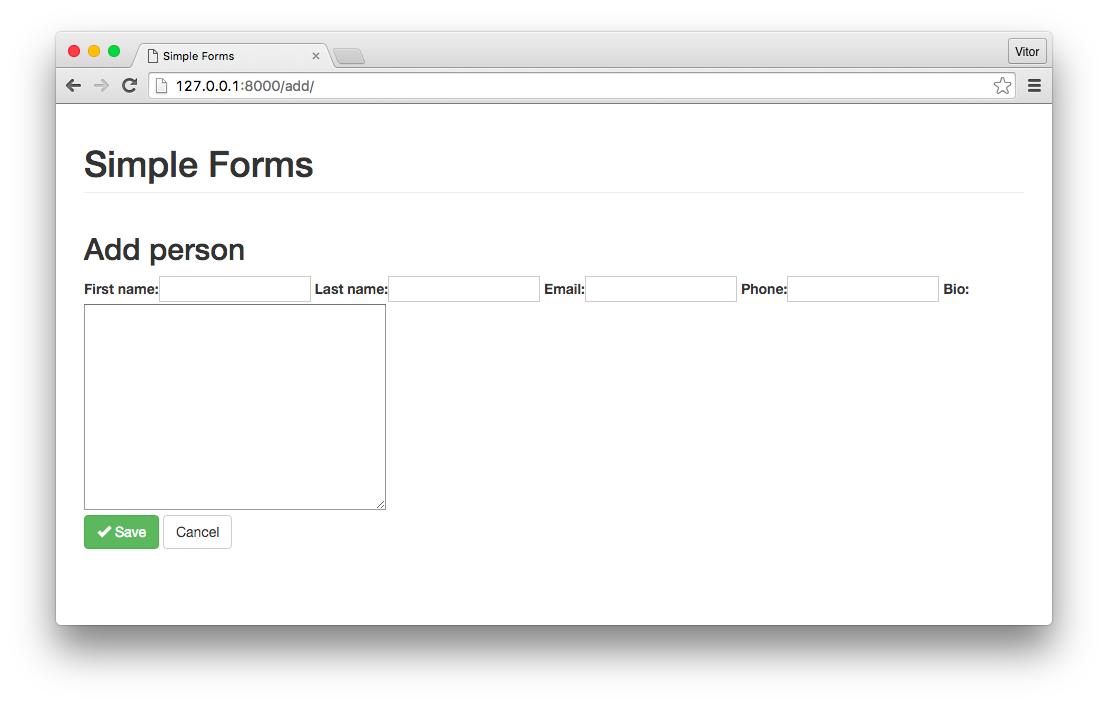 Simple Forms
Vitor
127.0.0.1:8000/add/
Simple Forms
Add person
First name: Last name: Email: Phone: Bio:
Save Cancel